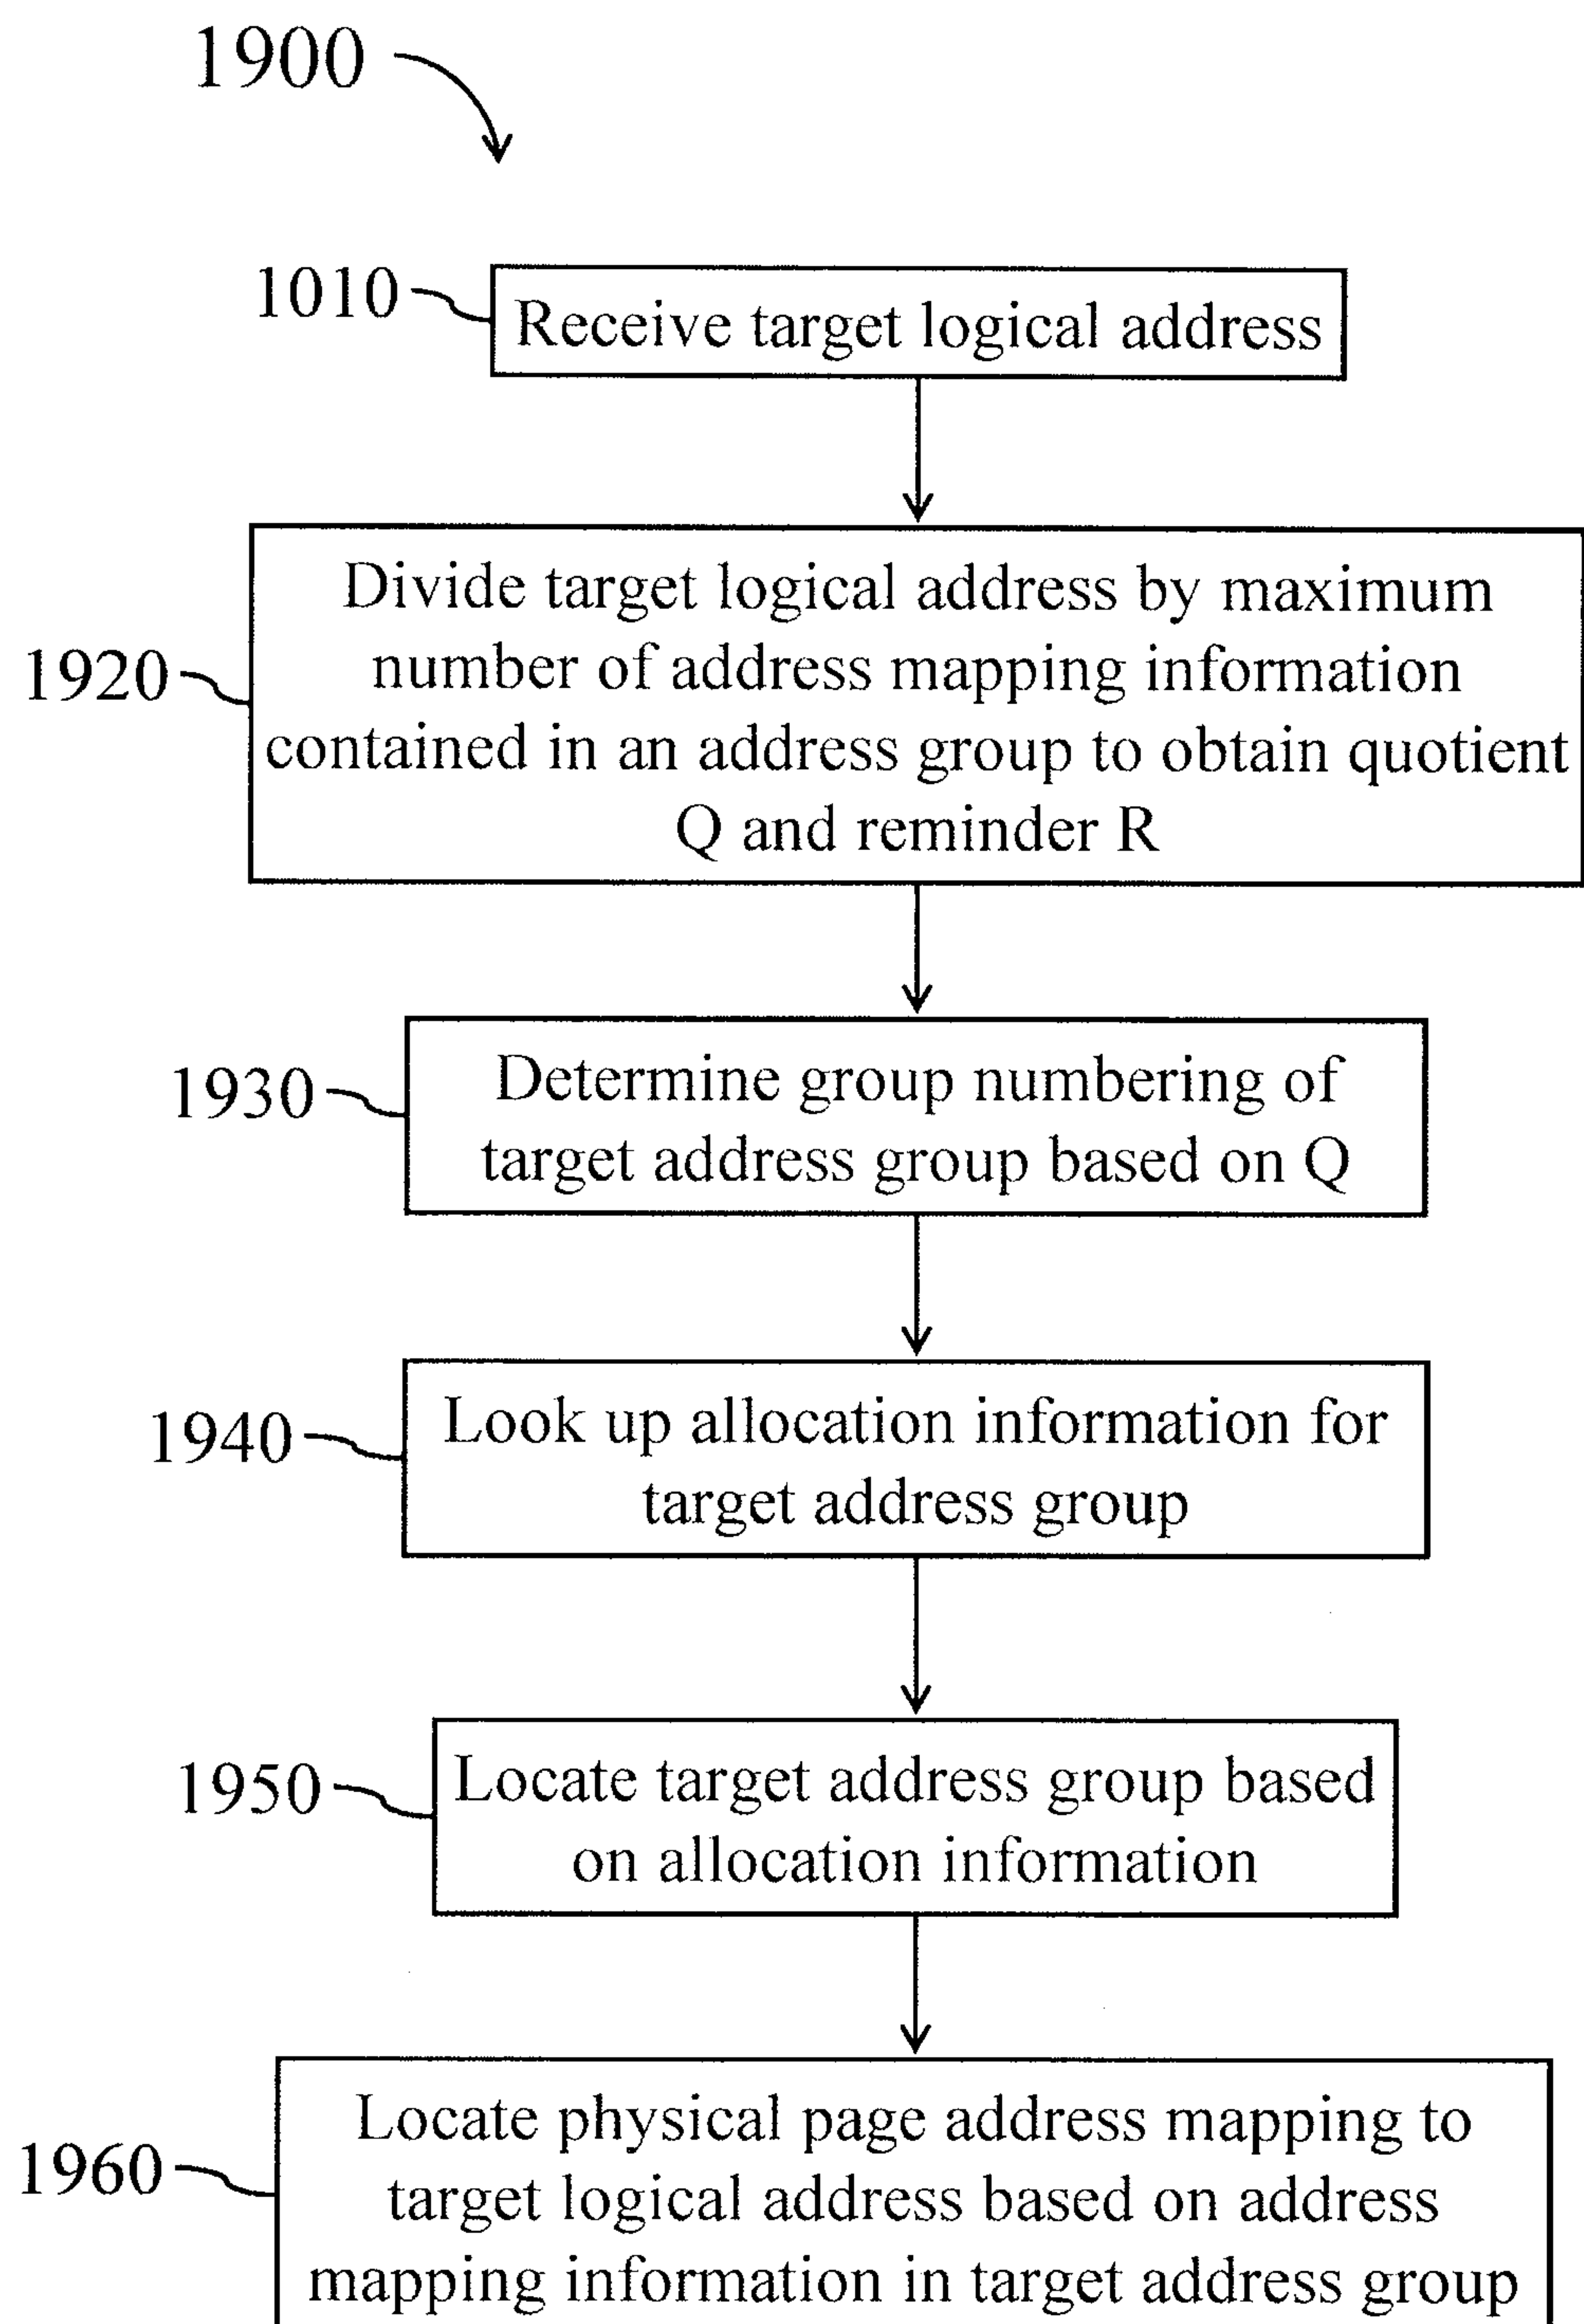 1900
1010
Receive target logical address
1920
Divide target logical address by maximum
number of address mapping information
contained in an address group to obtain quotient
Q and reminder R
1930
Determine group numbering of
target address group based on Q
1940
Look up allocation information for
target address group
1950
Locate target address group based
on allocation information
1960
Locate physical page address mapping to
target logical address based on address
mapping information in target address group